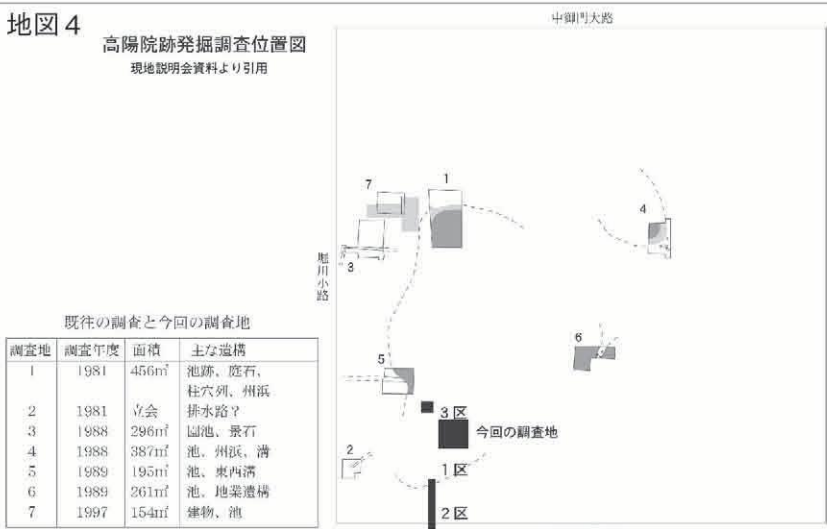 地図4
高陽院跡発掘調査位置図
現地説明会資料より引用
中御門大路
堀川小路
7
1
4
3
6
5
3区
今回の調査地
2
1区
2区
既往の調査と今回の調査地
調査地 調査年度 面積 主な遺構
1 1981 456㎡ 池跡、庭石、
柱穴列、州浜
2 1981 立会 排水路?
3 1988 296㎡ 園池、景石
4 1988 387㎡ 池、州浜、溝
5 1989 195㎡ 池、東西溝
6 1989 261㎡ 池、地業遺構
7 1997 154㎡ 建物、池